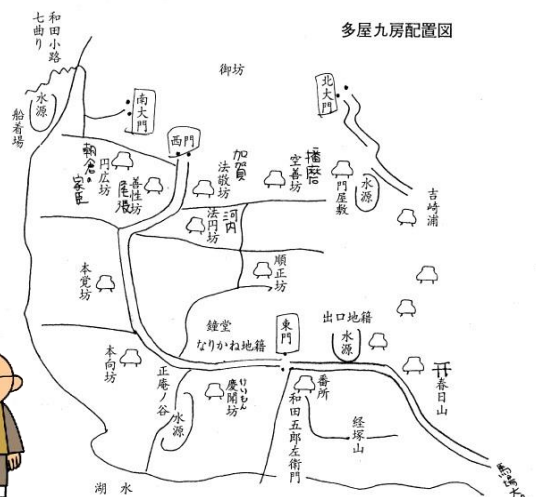 多屋九房配置図
和田小路
七曲り
御坊
北大門
南大門
水源
船着場
西門
加賀
播磨
空善坊
門屋敷
水源
吉崎浦
朝倉の
家臣
円広坊
善性坊
尾張
法敬坊
河内
法円坊
順正坊
本覚坊
鐘堂
なりかね地籍
東門
出口地籍
水源
本向坊
正庵ノ谷
水源
慶聞坊
けいもん
番所
和田五郎左衛門
経塚山
春日山
馬場
湖水